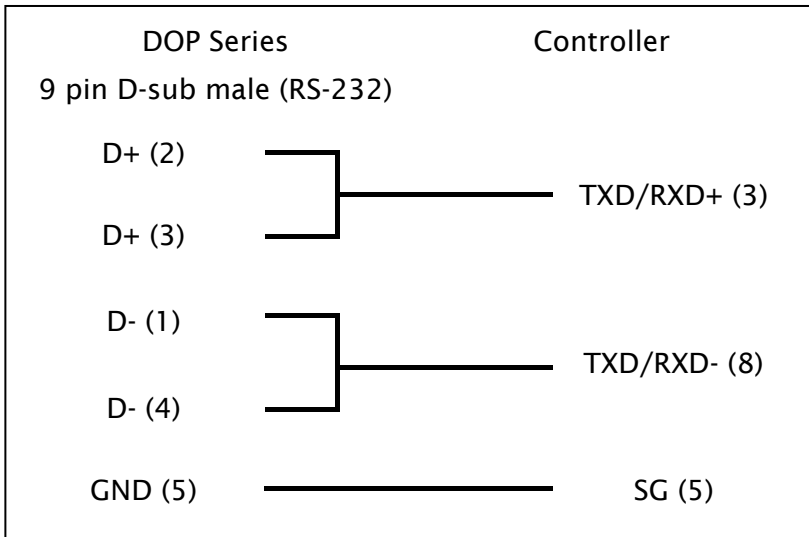 DOP Series Controller
9 pin D-sub male (RS-232)
D+ (2)
TXD/RXD+ (3)
D+ (3)
D- (1)
TXD/RXD- (8)
D- (4)
GND (5) SG (5)